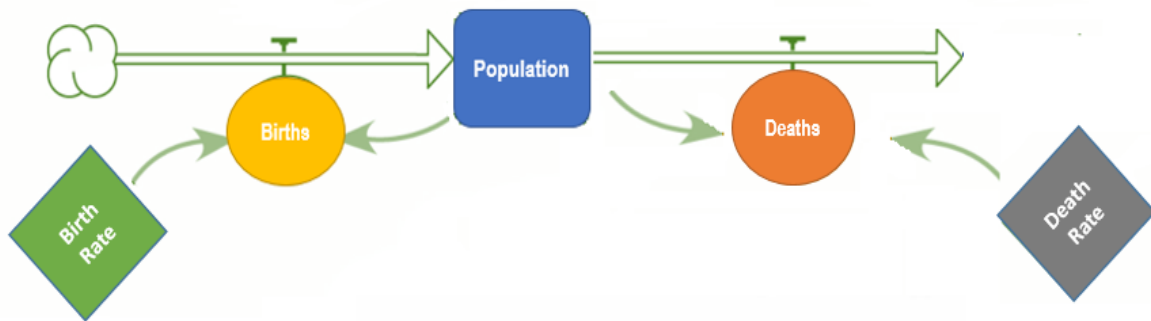 Population
Births
Deaths
Birth
Rate
Death
Rate